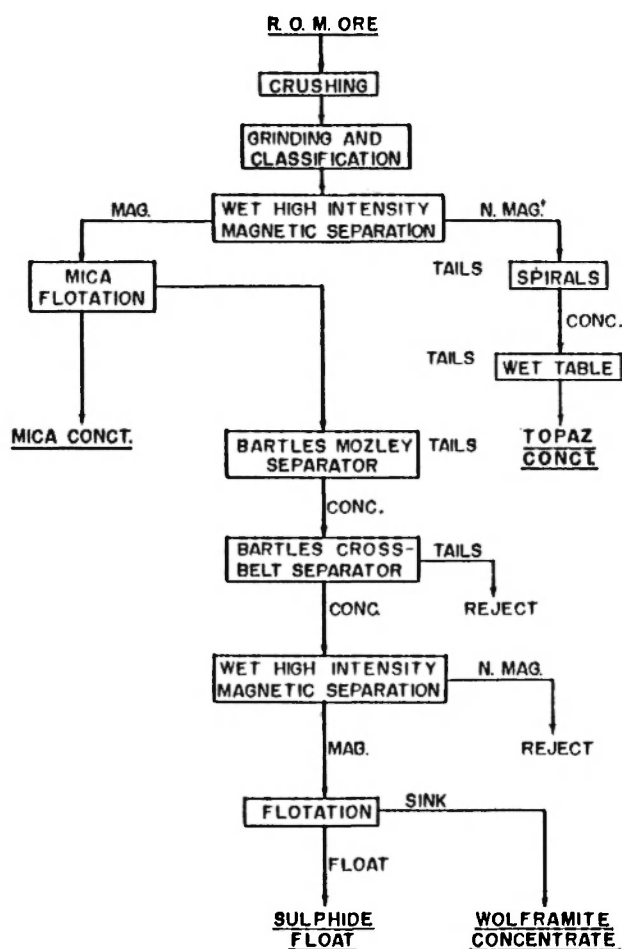 R. O. M. ORE
CRUSHING
GRINDING AND
CLASSIFICATION
MAG.
WET HIGH INTENSITY
MAGNETIC SEPARATION
N. MAG.
MICA
FLOTATION
TAILS
SPIRALS
CONC.
TAILS
WET TABLE
MICA CONCT.
BARTLES MOZLEY
SEPARATOR
TAILS
TOPAZ
CONCT.
CONC.
BARTLES CROSS-
BELT SEPARATOR
TAILS
CONC.
REJECT
WET HIGH INTENSITY
MAGNETIC SEPARATION
N. MAG.
MAG.
REJECT
FLOTATION
SINK
FLOAT
SULPHIDE
FLOAT
WOLFRAMITE
CONCENTRATE